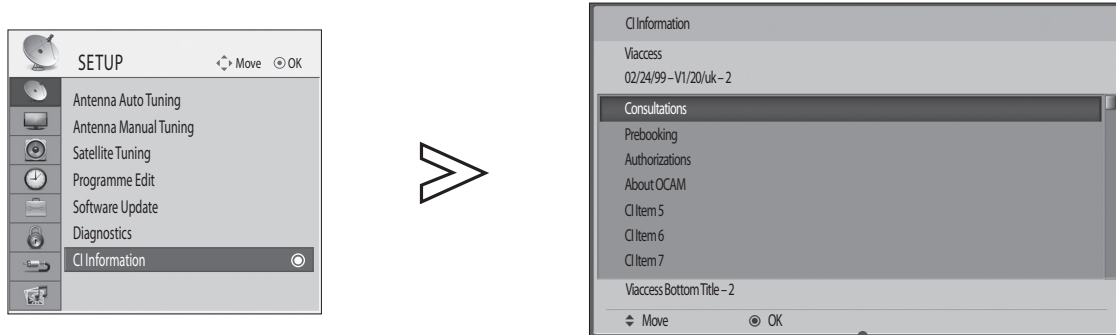 SETUP
Move OK
Antenna Auto Tuning
Antenna Manual Tuning
Satellite Tuning
Programme Edit
Software Update
Diagnostics
CI Information
CI Information
Viaccess
02/24/99 – V1/20/uk – 2
Consultations
Prebooking
Authorizations
About OCAM
CI Item 5
CI Item 6
CI Item 7
Viaccess Bottom Title – 2
Move OK